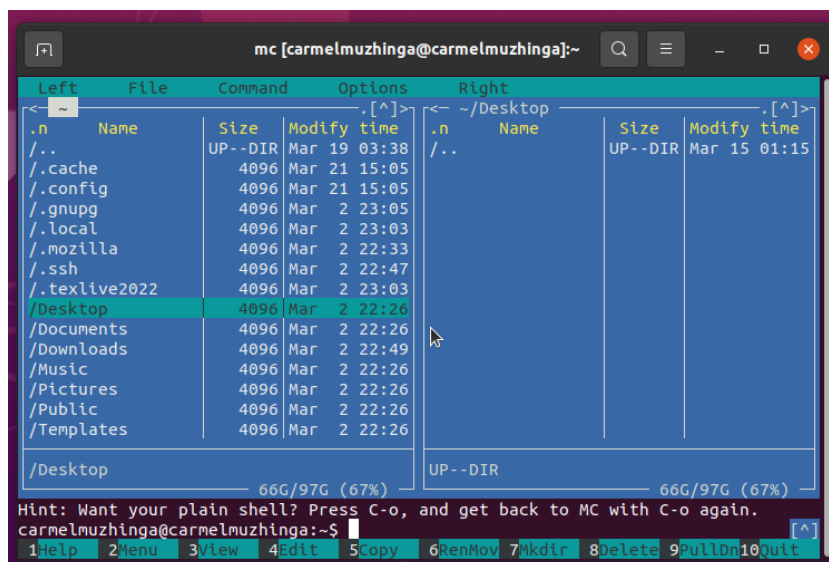 mc [carmelmuzhinga@carmelmuzhinga]:~
Left File Command Options Right
<- ~ .[^]> <- ~/Desktop .[^]>
.n Name Size Modify time .n Name Size Modify time
/.. UP--DIR Mar 19 03:38 /.. UP--DIR Mar 15 01:15
/.cache 4096 Mar 21 15:05
/.config 4096 Mar 21 15:05
/.gnupg 4096 Mar 2 23:05
/.local 4096 Mar 2 23:03
/.mozilla 4096 Mar 2 22:33
/.ssh 4096 Mar 2 22:47
/.texlive2022 4096 Mar 2 23:03
/Desktop 4096 Mar 2 22:26
/Documents 4096 Mar 2 22:26
/Downloads 4096 Mar 2 22:49
/Music 4096 Mar 2 22:26
/Pictures 4096 Mar 2 22:26
/Public 4096 Mar 2 22:26
/Templates 4096 Mar 2 22:26
/Desktop UP--DIR
66G/97G (67%) 66G/97G (67%)
Hint: Want your plain shell? Press C-o, and get back to MC with C-o again.
carmelmuzhinga@carmelmuzhinga:~$ [^]
1Help 2Menu 3View 4Edit 5Copy 6RenMov 7Mkdir 8Delete 9PullDn 10Quit